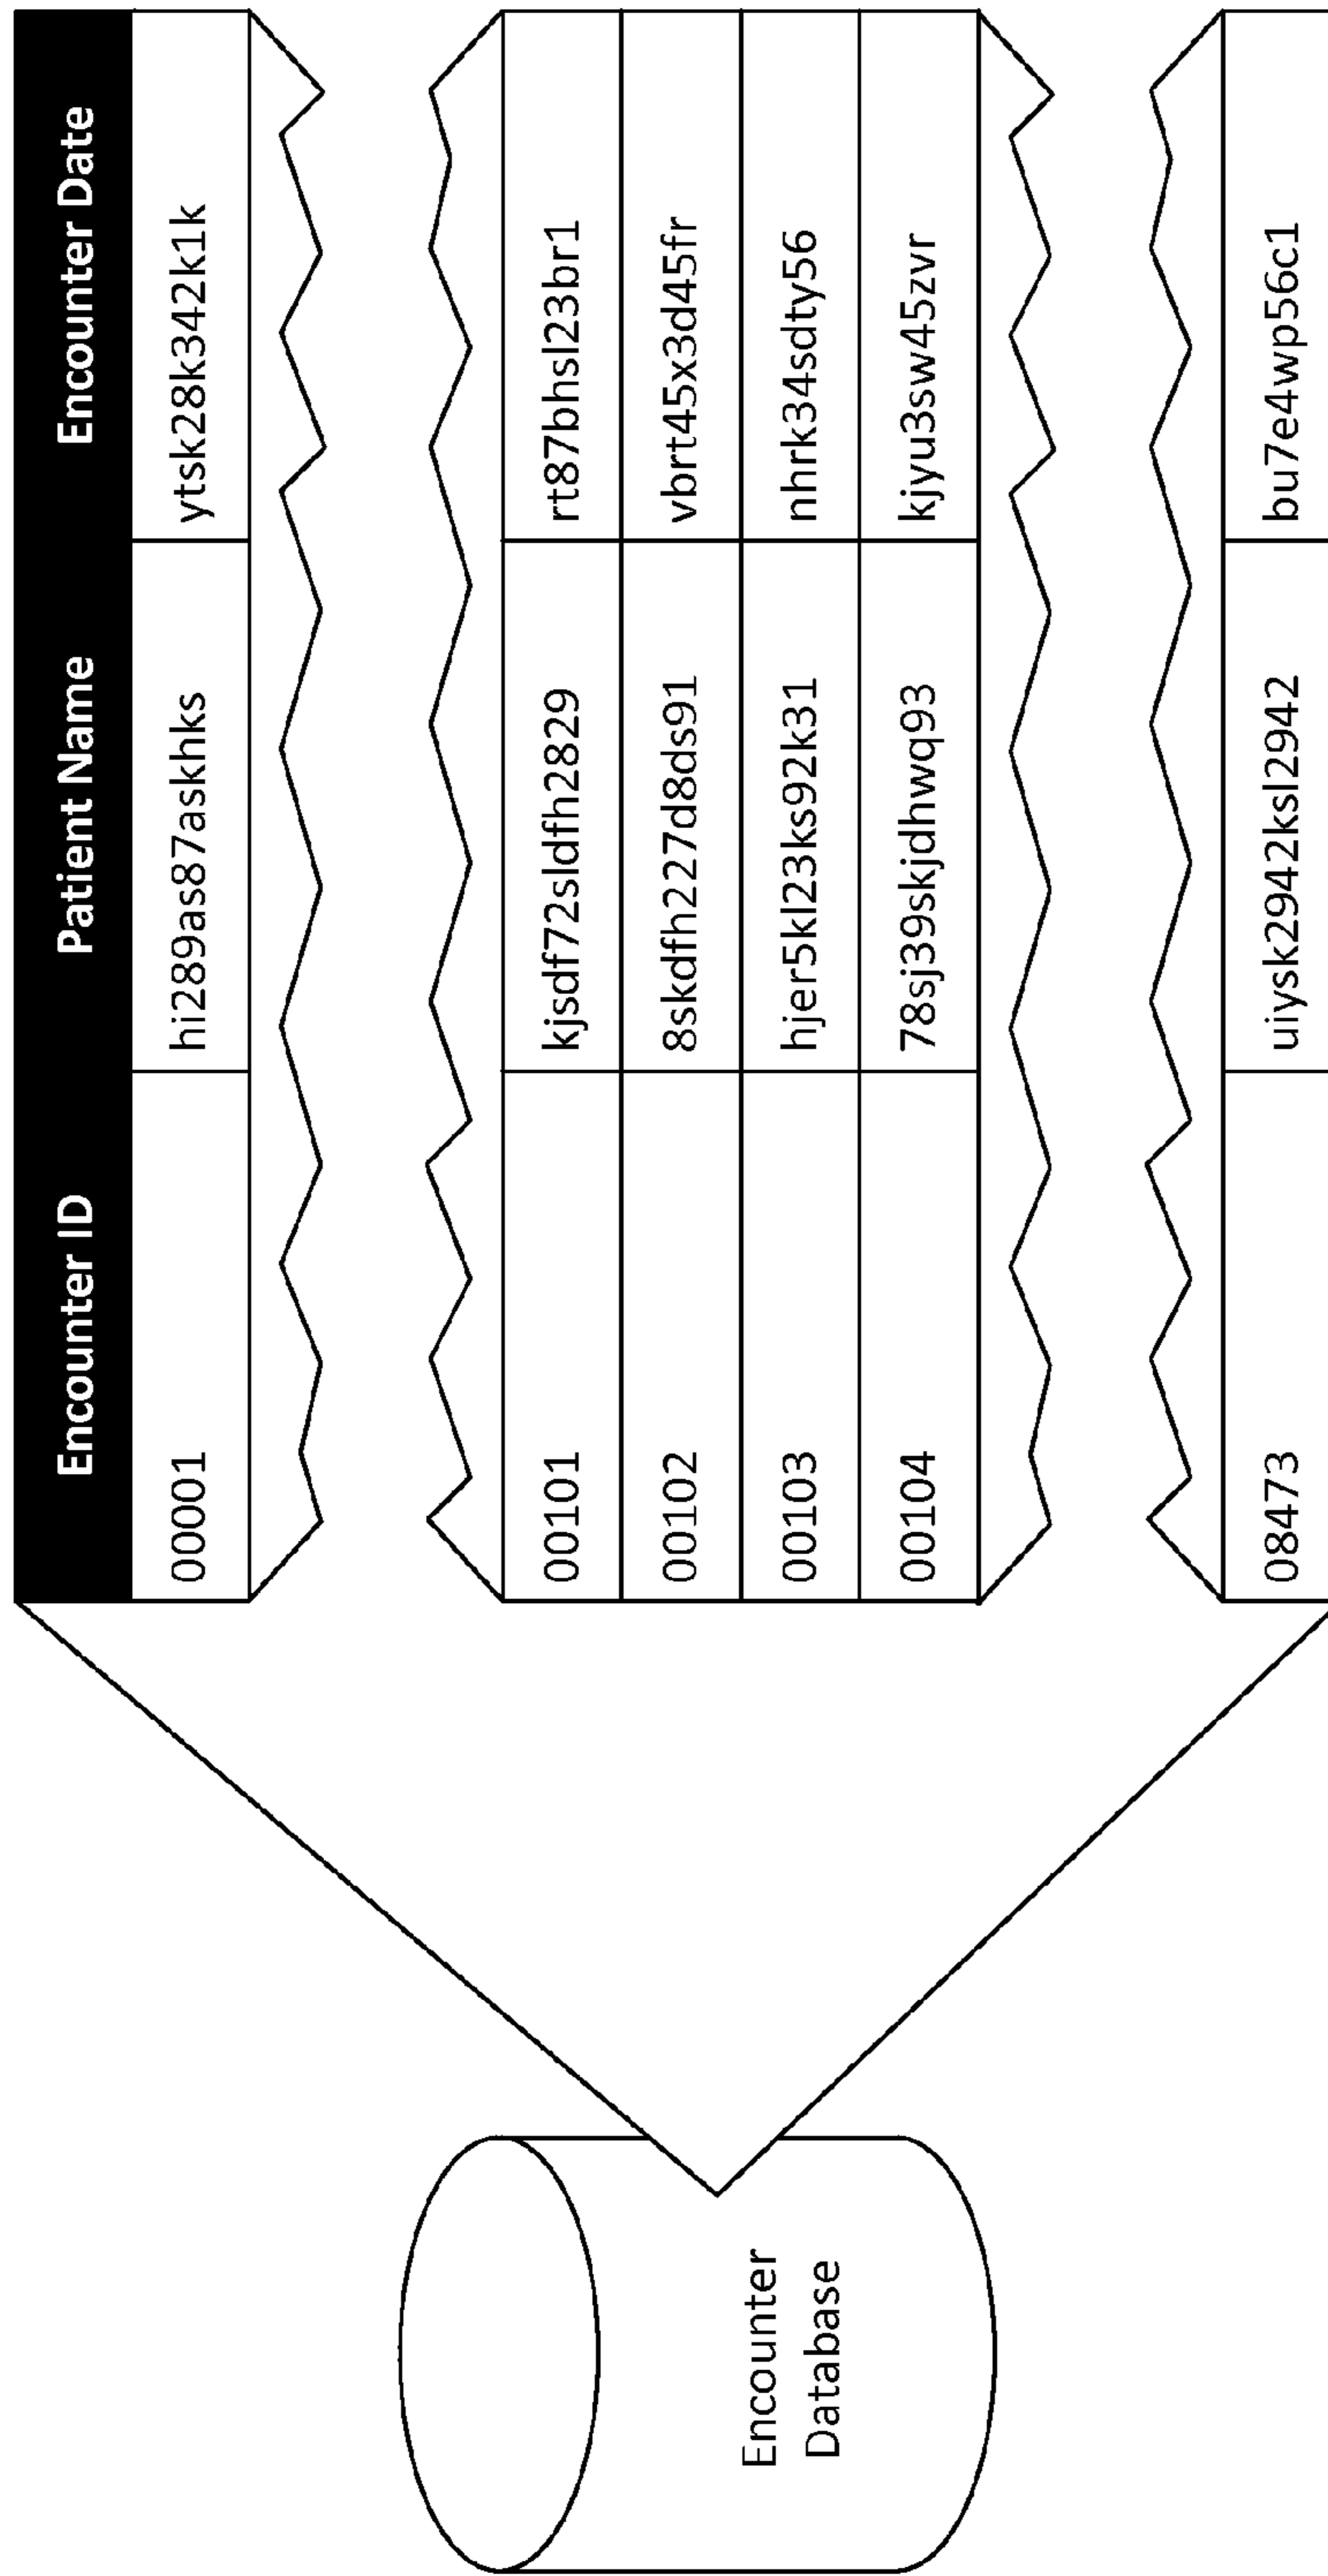 Encounter ID Patient Name Encounter Date
00001 hi289as87askhks ytsk28k342k1k
00101 kjsdf72sldfh2829 rt87bhsl23br1
00102 8skdfh227d8ds91 vbrt45x3d45fr
00103 hjer5kl23ks92k31 nhrk34sdty56
00104 78sj39skjdhwq93 kjyu3sw45zvr
08473 uiysk2942ksl2942 bu7e4wp56c1
Encounter
Database